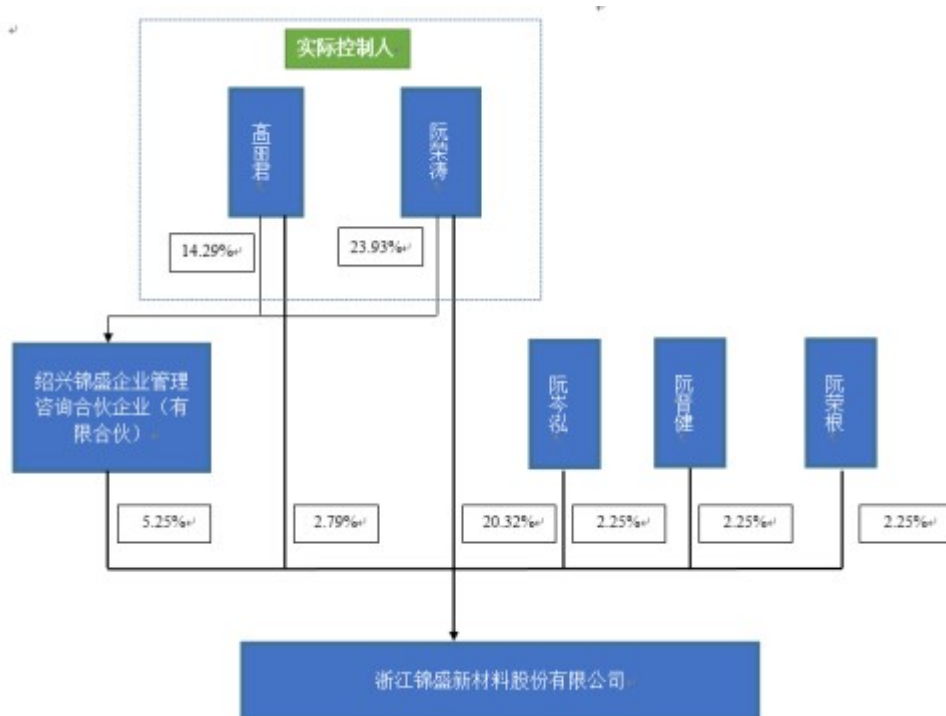 实际控制人
高丽君
阮荣涛
14.29%
23.93%
绍兴锦盛企业管理
咨询合伙企业（有
限合伙）
阮岑泓
阮晋健
阮荣根
5.25%
2.79%
20.32%
2.25%
2.25%
2.25%
浙江锦盛新材料股份有限公司